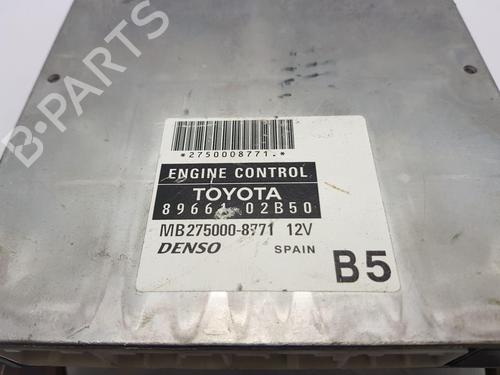 *2750008771.*
ENGINE CONTROL
TOYOTA
89661 02B50
MB275000-8771 12V
DENSO SPAIN B5
B-PARTS